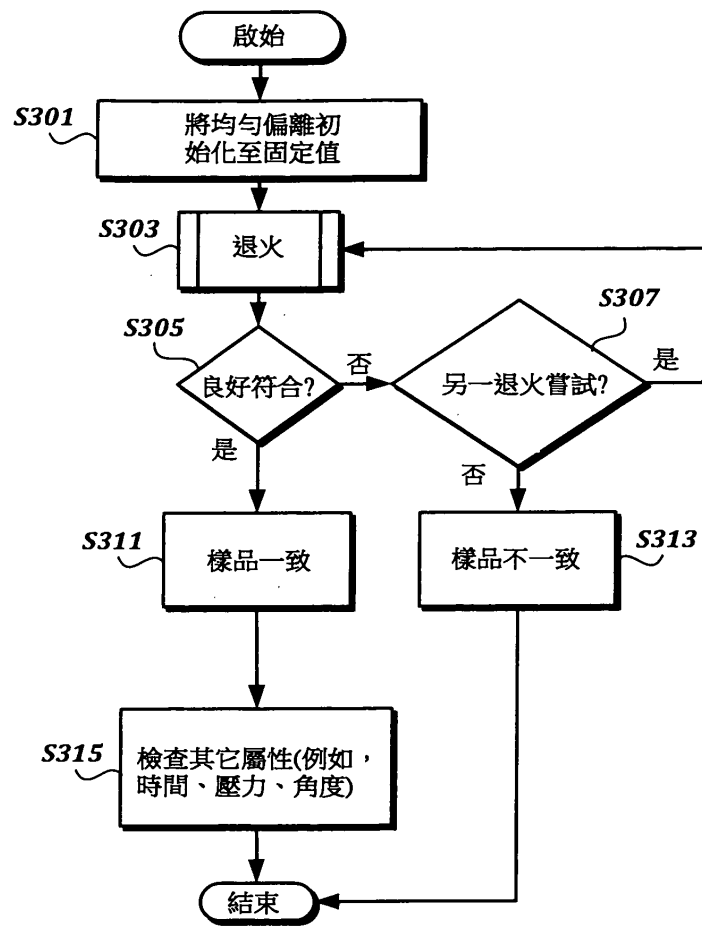 啟始
S301
將均勻偏離初
始化至固定值
S303
退火
S305
良好符合?
否
S307
另一退火嘗試?
是
是
否
S311
樣品一致
樣品不一致
S313
S315
檢查其它屬性(例如，
時間、壓力、角度)
結束